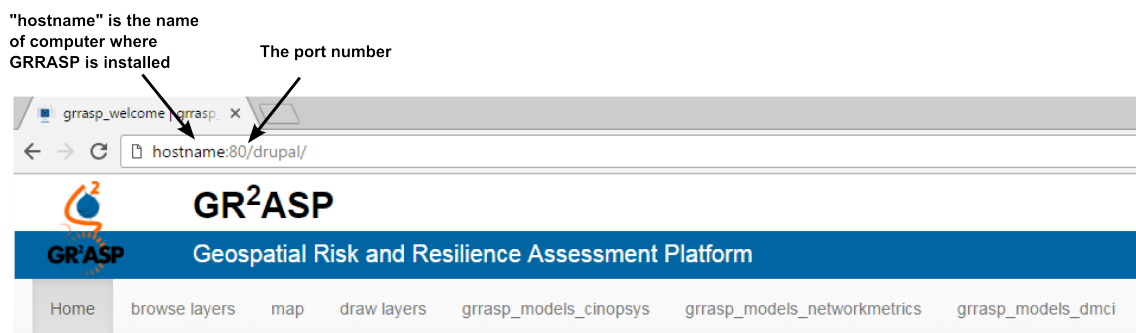 "hostname" is the name
of computer where
GRRASP is installed
The port number
grrasp_welcome | grrasp_
hostname:80/drupal/
GR²ASP
GR²ASP
Geospatial Risk and Resilience Assessment Platform
Home browse layers map draw layers grrasp_models_cinopsys grrasp_models_networkmetrics grrasp_models_dmci